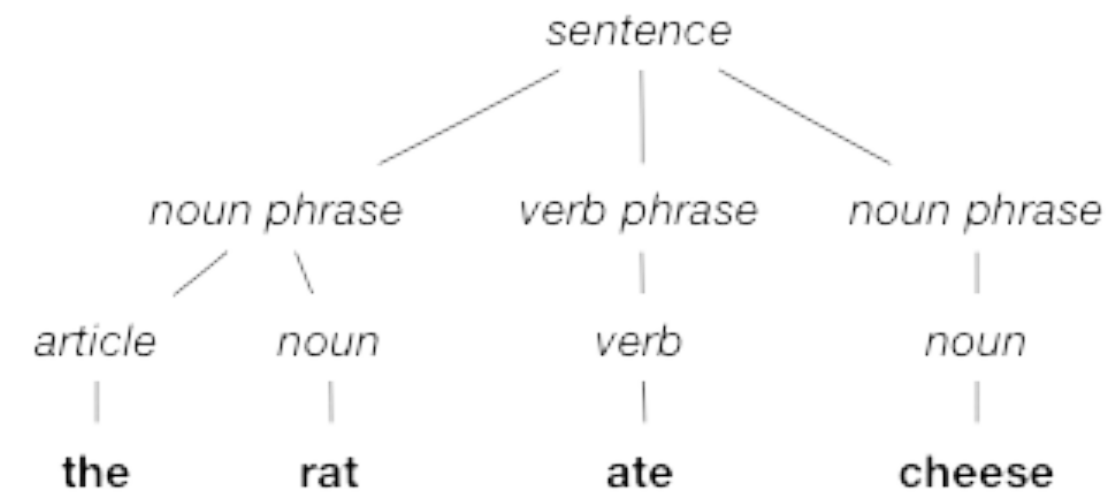 sentence
noun phrase verb phrase noun phrase
article noun verb noun
the rat ate cheese